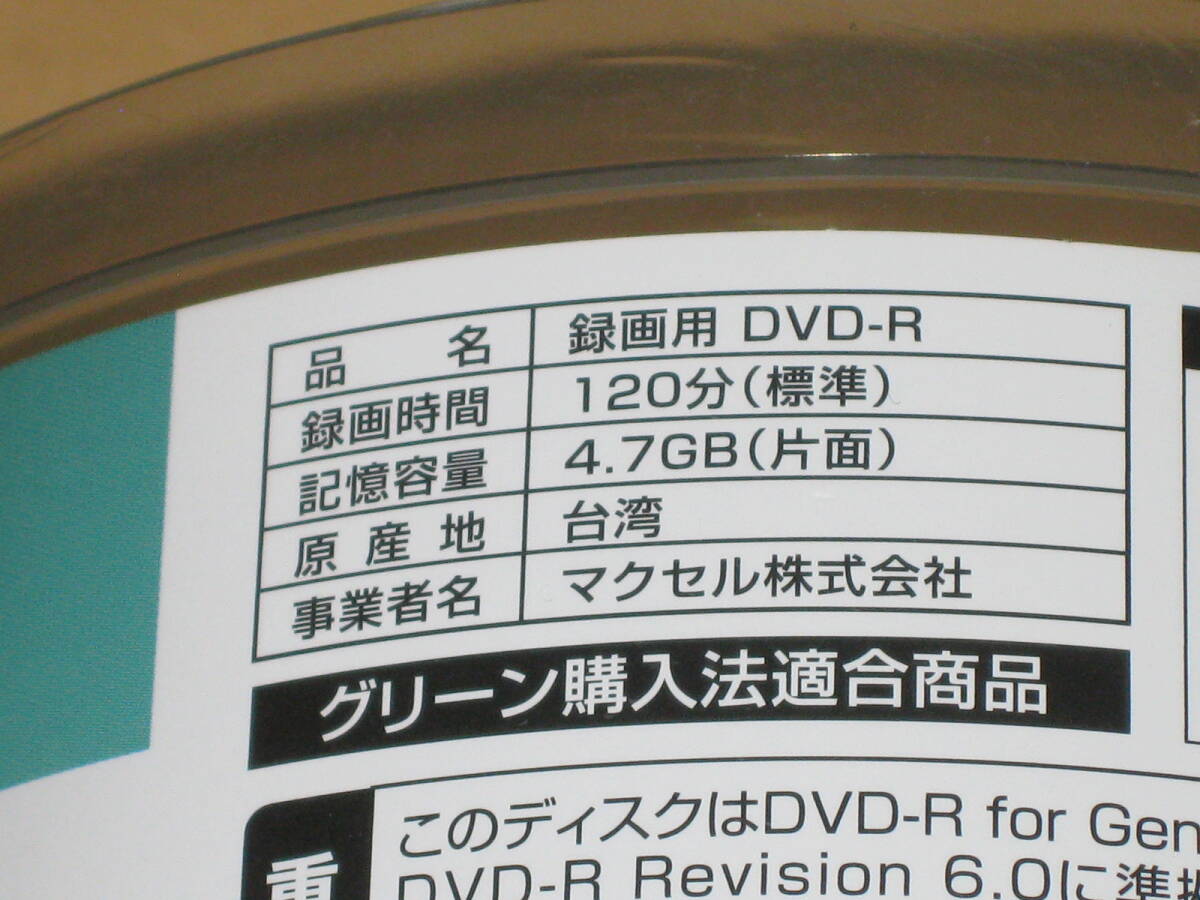 品名 録画用 DVD-R
録画時間 120分(標準)
記憶容量 4.7GB(片面)
原産地 台湾
事業者名 マクセル株式会社
グリーン購入法適合商品
重
このディスクはDVD-R for Gen
DVD-R Revision 6.0に準拠